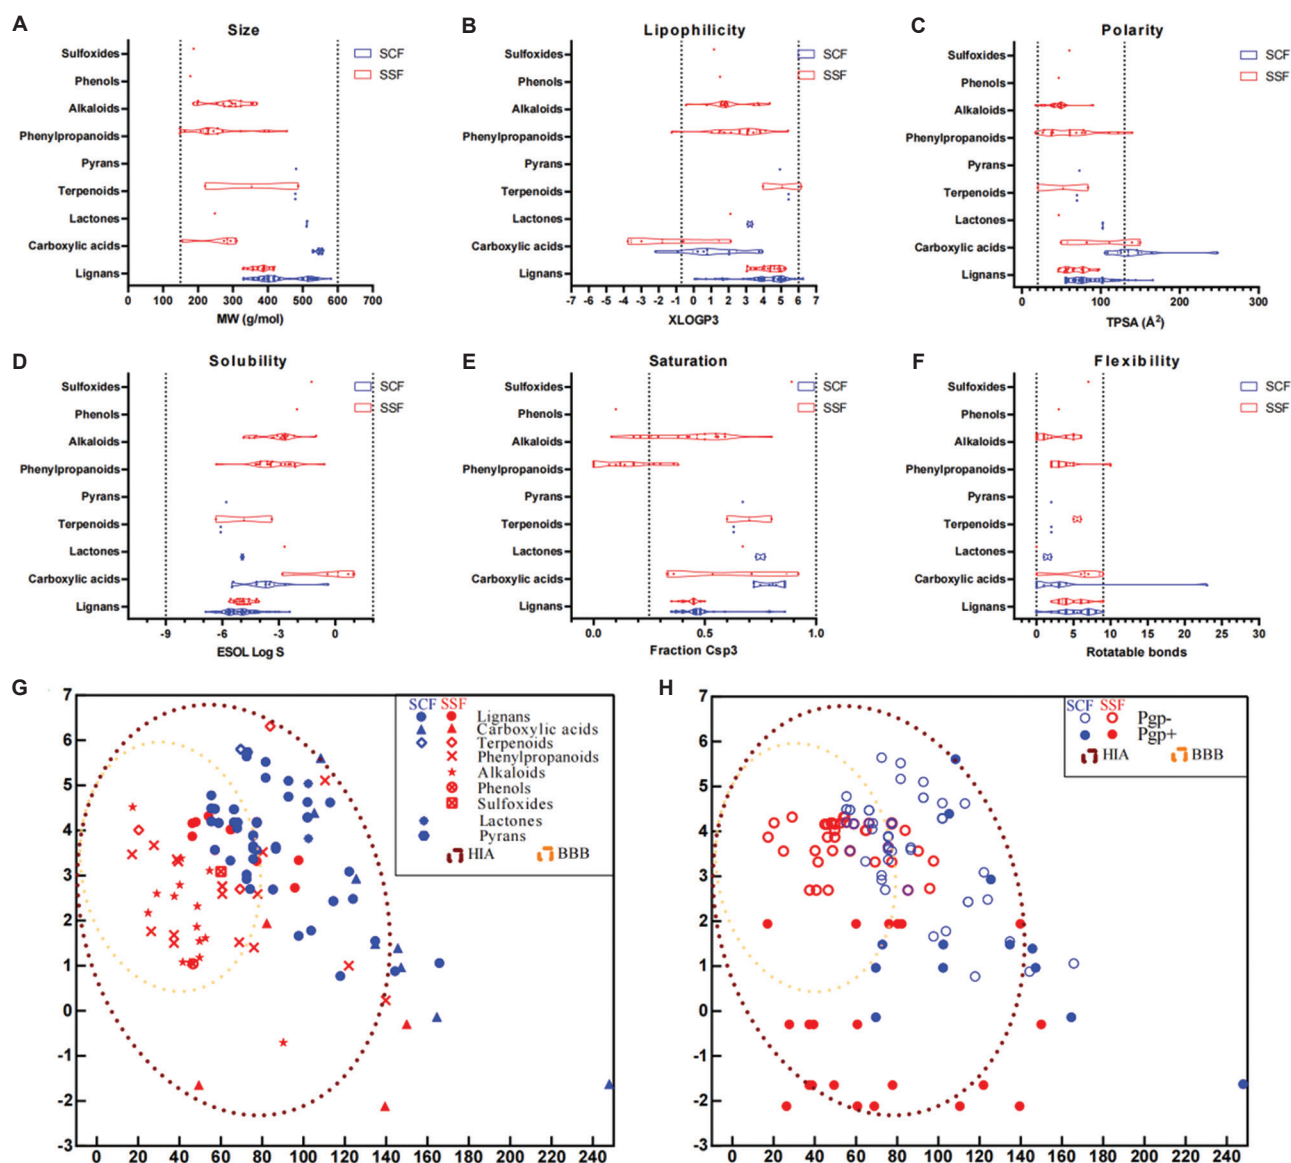 A
Size
Sulfoxides
Phenols
Alkaloids
Phenylpropanoids
Pyrans
Terpenoids
Lactones
Carboxylic acids
Lignans
SCF
SSF
0 100 200 300 400 500 600 700
MW (g/mol)
B
Lipophilicity
Sulfoxides
Phenols
Alkaloids
Phenylpropanoids
Pyrans
Terpenoids
Lactones
Carboxylic acids
Lignans
SCF
SSF
-7 -6 -5 -4 -3 -2 -1 0 1 2 3 4 5 6 7
XLOGP3
C
Polarity
Sulfoxides
Phenols
Alkaloids
Phenylpropanoids
Pyrans
Terpenoids
Lactones
Carboxylic acids
Lignans
SCF
SSF
0 100 200 300
TPSA (Å²)
D
Solubility
Sulfoxides
Phenols
Alkaloids
Phenylpropanoids
Pyrans
Terpenoids
Lactones
Carboxylic acids
Lignans
SCF
SSF
-9 -6 -3 0
ESOL Log S
E
Saturation
Sulfoxides
Phenols
Alkaloids
Phenylpropanoids
Pyrans
Terpenoids
Lactones
Carboxylic acids
Lignans
SCF
SSF
0.0 0.5 1.0
Fraction Csp3
F
Flexibility
Sulfoxides
Phenols
Alkaloids
Phenylpropanoids
Pyrans
Terpenoids
Lactones
Carboxylic acids
Lignans
SCF
SSF
0 5 10 15 20 25 30
Rotatable bonds
G
7
6
5
4
3
2
1
0
-1
-2
-3
0 20 40 60 80 100 120 140 160 180 200 220 240
SCF SSF
Lignans
Carboxylic acids
Terpenoids
Phenylpropanoids
Alkaloids
Phenols
Sulfoxides
Lactones
Pyrans
HIA BBB
H
7
6
5
4
3
2
1
0
-1
-2
-3
0 20 40 60 80 100 120 140 160 180 200 220 240
SCF SSF
Pgp-
Pgp+
HIA BBB